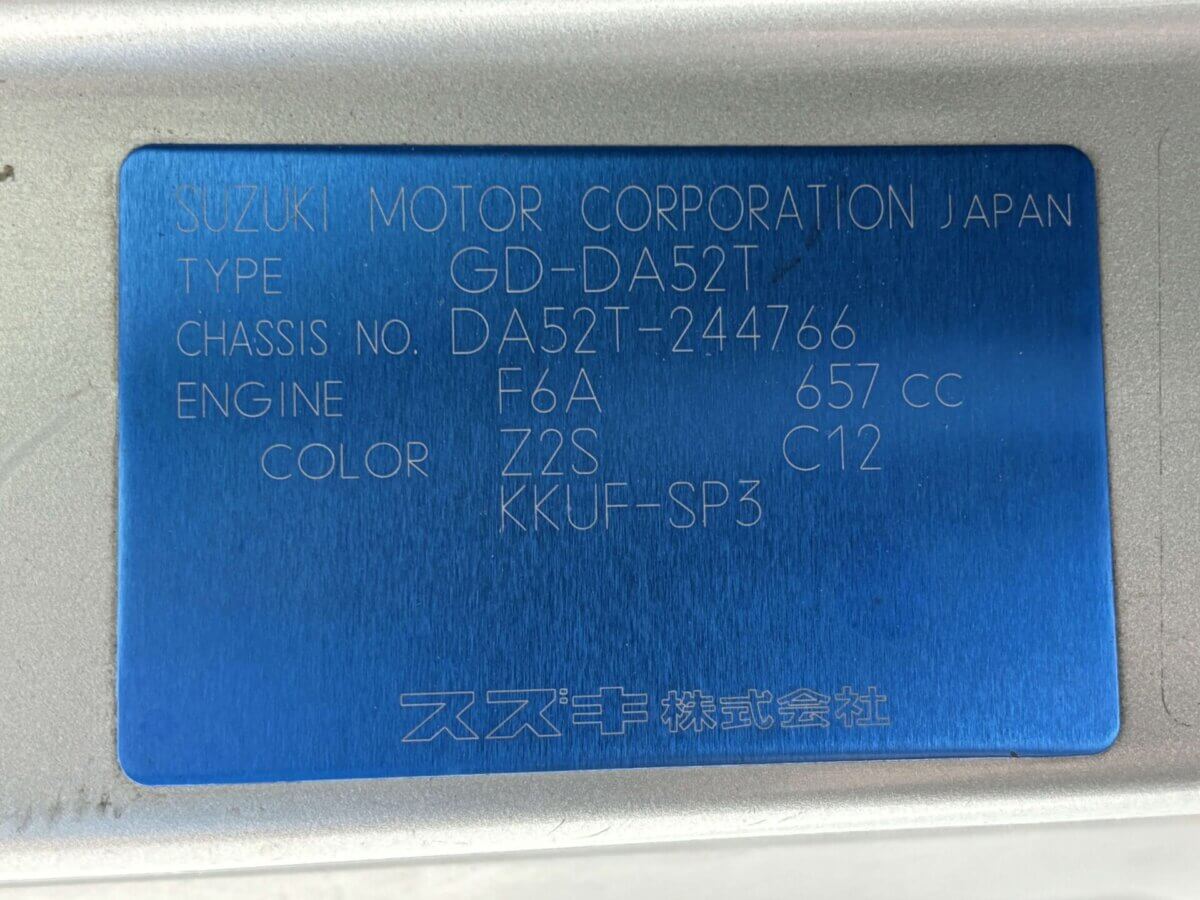 SUZUKI MOTOR CORPORATION JAPAN
TYPE GD-DA52T
CHASSIS NO. DA52T-244766
ENGINE F6A 657 CC
COLOR Z2S C12
KKUF-SP3
スズキ株式会社